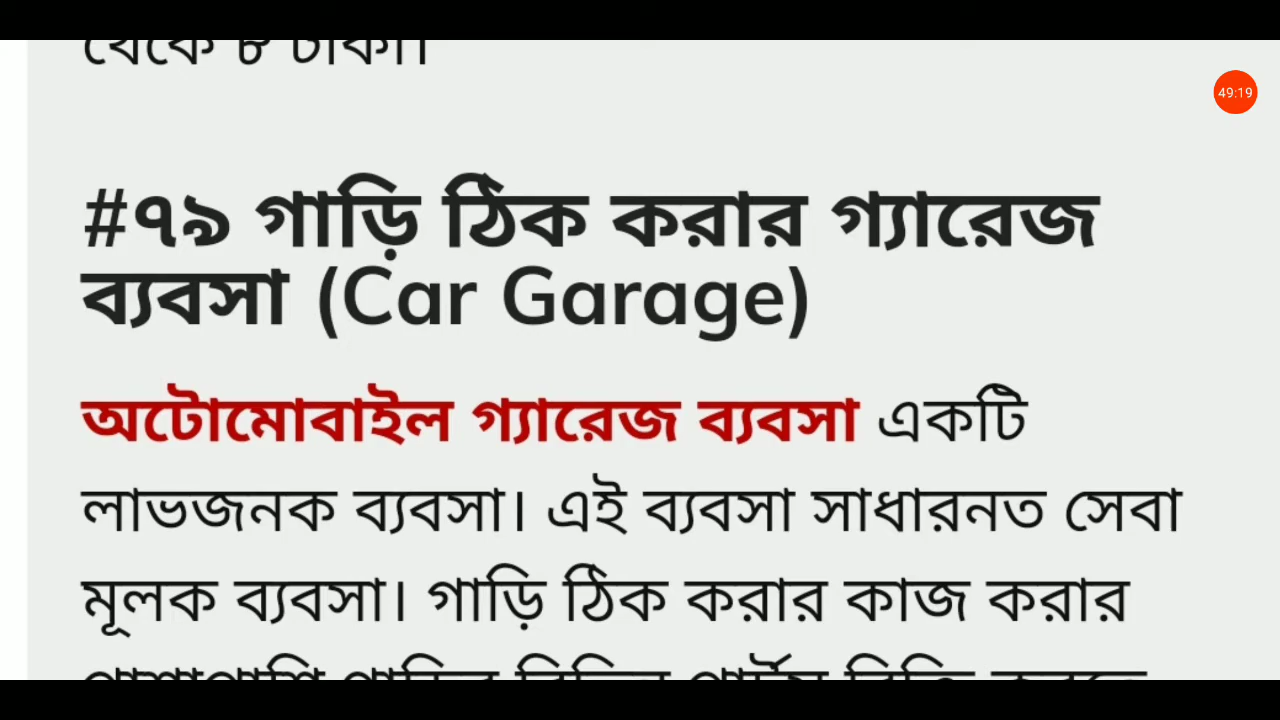 থেকে ৮ টাকা।
49:19
#৭৯ গাড়ি ঠিক করার গ্যারেজ
ব্যবসা (Car Garage)
অটোমোবাইল গ্যারেজ ব্যবসা একটি
লাভজনক ব্যবসা। এই ব্যবসা সাধারনত সেবা
মূলক ব্যবসা। গাড়ি ঠিক করার কাজ করার